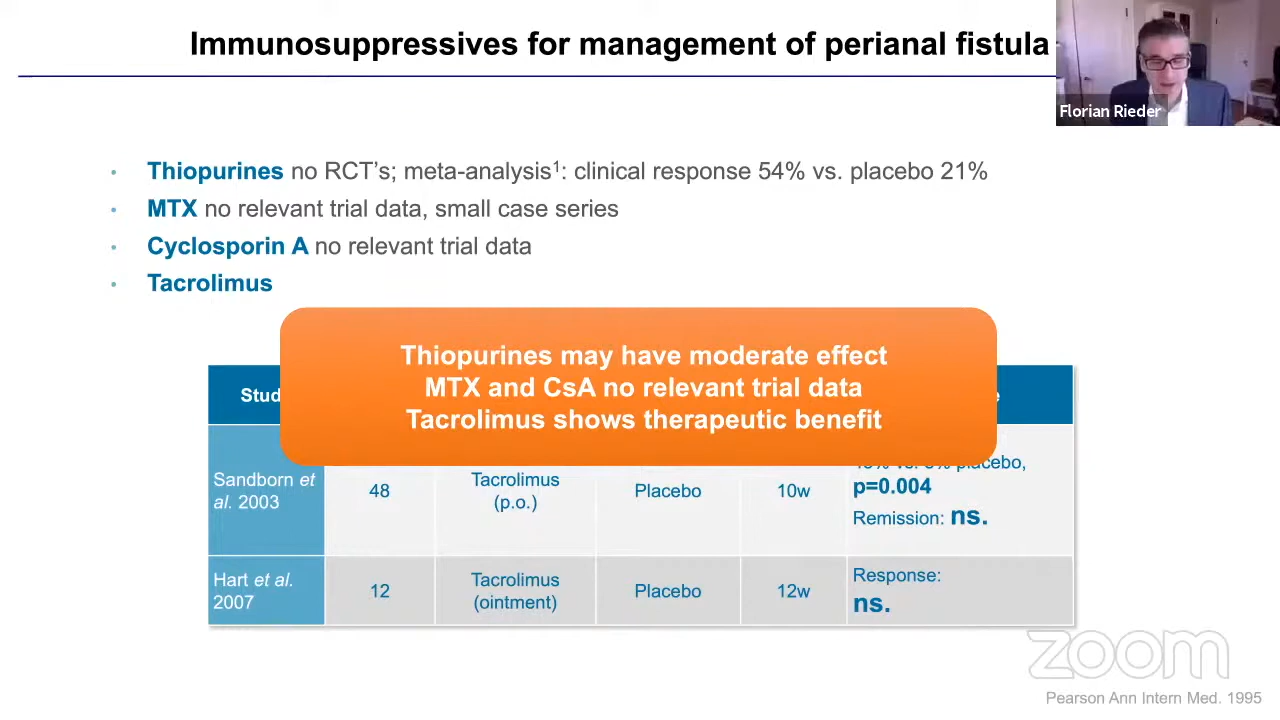 Immunosuppressives for management of perianal fistula
Florian Rieder
• Thiopurines no RCT’s; meta-analysis¹: clinical response 54% vs. placebo 21%
• MTX no relevant trial data, small case series
• Cyclosporin A no relevant trial data
• Tacrolimus
Thiopurines may have moderate effect
MTX and CsA no relevant trial data
Tacrolimus shows therapeutic benefit
Sandborn et
al. 2003
48
Tacrolimus
(p.o.)
Placebo
10w
placebo,
p=0.004
Remission: ns.
Hart et al.
2007
12
Tacrolimus
(ointment)
Placebo
12w
Response:
ns.
zoom
Pearson Ann Intern Med. 1995